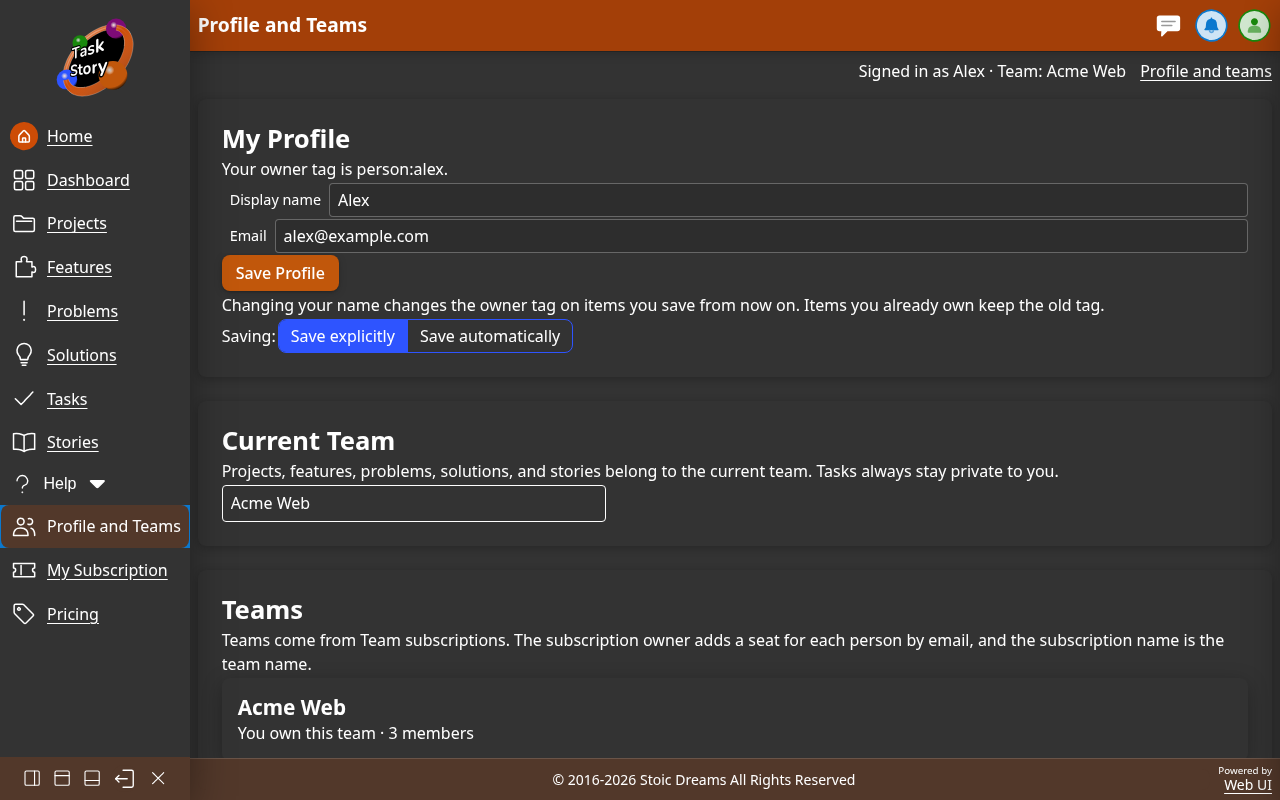 Task
Story
Profile and Teams
Signed in as Alex · Team: Acme Web Profile and teams
Home
Dashboard
Projects
Features
Problems
Solutions
Tasks
Stories
Help
Profile and Teams
My Subscription
Pricing
My Profile
Your owner tag is person:alex.
Display name Alex
Email alex@example.com
Save Profile
Changing your name changes the owner tag on items you save from now on. Items you already own keep the old tag.
Saving: Save explicitly Save automatically
Current Team
Projects, features, problems, solutions, and stories belong to the current team. Tasks always stay private to you.
Acme Web
Teams
Teams come from Team subscriptions. The subscription owner adds a seat for each person by email, and the subscription name is the
team name.
Acme Web
You own this team · 3 members
© 2016-2026 Stoic Dreams All Rights Reserved
Powered by
Web UI